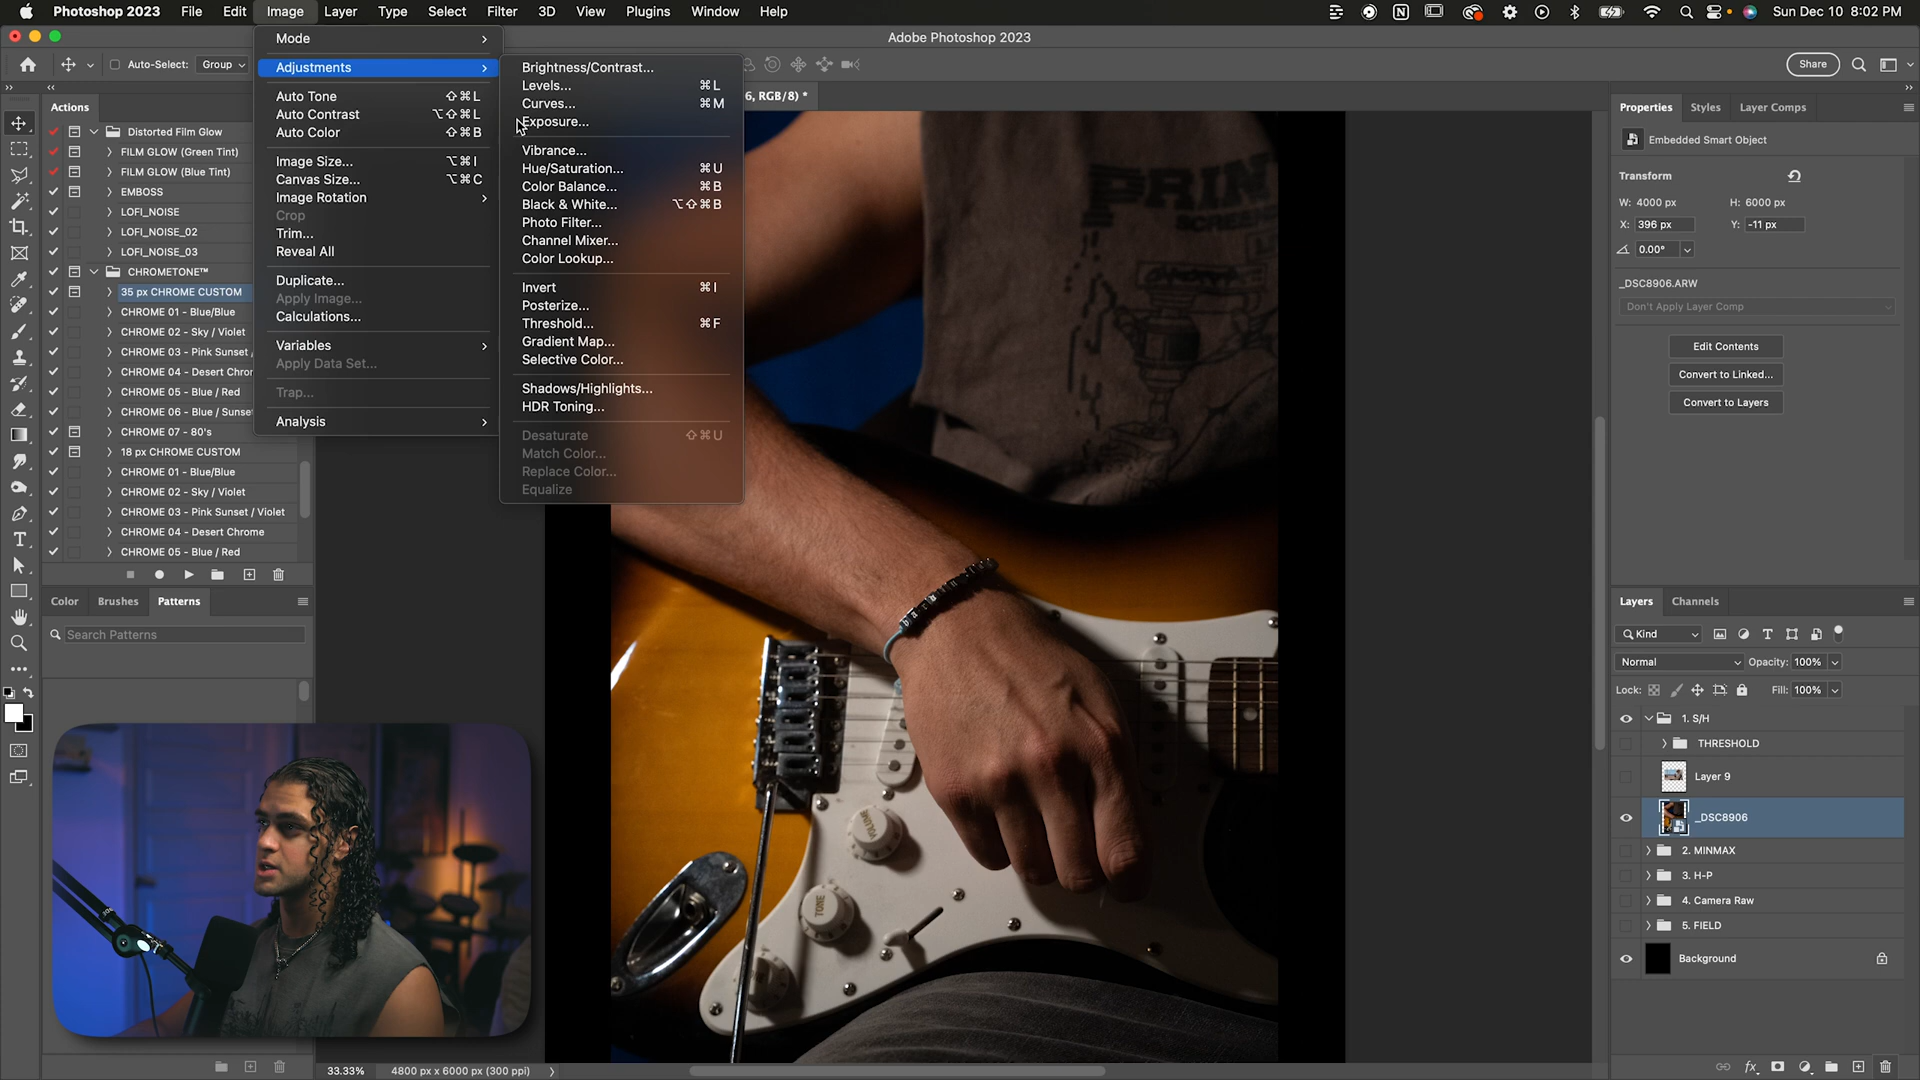 Photoshop 2023 File Edit Image Layer Type Select Filter 3D View Plugins Window Help Sun Dec 10 8:02 PM
Adobe Photoshop 2023
Auto-Select: Group Share
6, RGB/8) *
Mode
Adjustments
Auto Tone ⇧⌘L
Auto Contrast ⌥⇧⌘L
Auto Color ⇧⌘B
Image Size... ⌥⌘I
Canvas Size... ⌥⌘C
Image Rotation
Crop
Trim...
Reveal All
Duplicate...
Apply Image...
Calculations...
Variables
Apply Data Set...
Trap...
Analysis
Brightness/Contrast...
Levels... ⌘L
Curves... ⌘M
Exposure...
Vibrance...
Hue/Saturation... ⌘U
Color Balance... ⌘B
Black & White... ⌥⇧⌘B
Photo Filter...
Channel Mixer...
Color Lookup...
Invert ⌘I
Posterize...
Threshold... ⌘F
Gradient Map...
Selective Color...
Shadows/Highlights...
HDR Toning...
Desaturate ⇧⌘U
Match Color...
Replace Color...
Equalize
Actions
Distorted Film Glow
FILM GLOW (Green Tint)
FILM GLOW (Blue Tint)
EMBOSS
LOFI_NOISE
LOFI_NOISE_02
LOFI_NOISE_03
CHROMETONE™
35 px CHROME CUSTOM
CHROME 01 - Blue/Blue
CHROME 02 - Sky / Violet
CHROME 03 - Pink Sunset /
CHROME 04 - Desert Chror
CHROME 05 - Blue / Red
CHROME 06 - Blue / Sunse
CHROME 07 - 80's
18 px CHROME CUSTOM
CHROME 01 - Blue/Blue
CHROME 02 - Sky / Violet
CHROME 03 - Pink Sunset / Violet
CHROME 04 - Desert Chrome
CHROME 05 - Blue / Red
Color Brushes Patterns
Search Patterns
VOLUME
TONE
33.33% 4800 px x 6000 px (300 ppi)
Properties Styles Layer Comps
Embedded Smart Object
Transform
W: 4000 px H: 6000 px
X: 396 px Y: -11 px
0.00°
_DSC8906.ARW
Don't Apply Layer Comp
Edit Contents
Convert to Linked...
Convert to Layers
Layers Channels
Kind
Normal Opacity: 100%
Lock: Fill: 100%
1. S/H
THRESHOLD
Layer 9
_DSC8906
2. MINMAX
3. H-P
4. Camera Raw
5. FIELD
Background